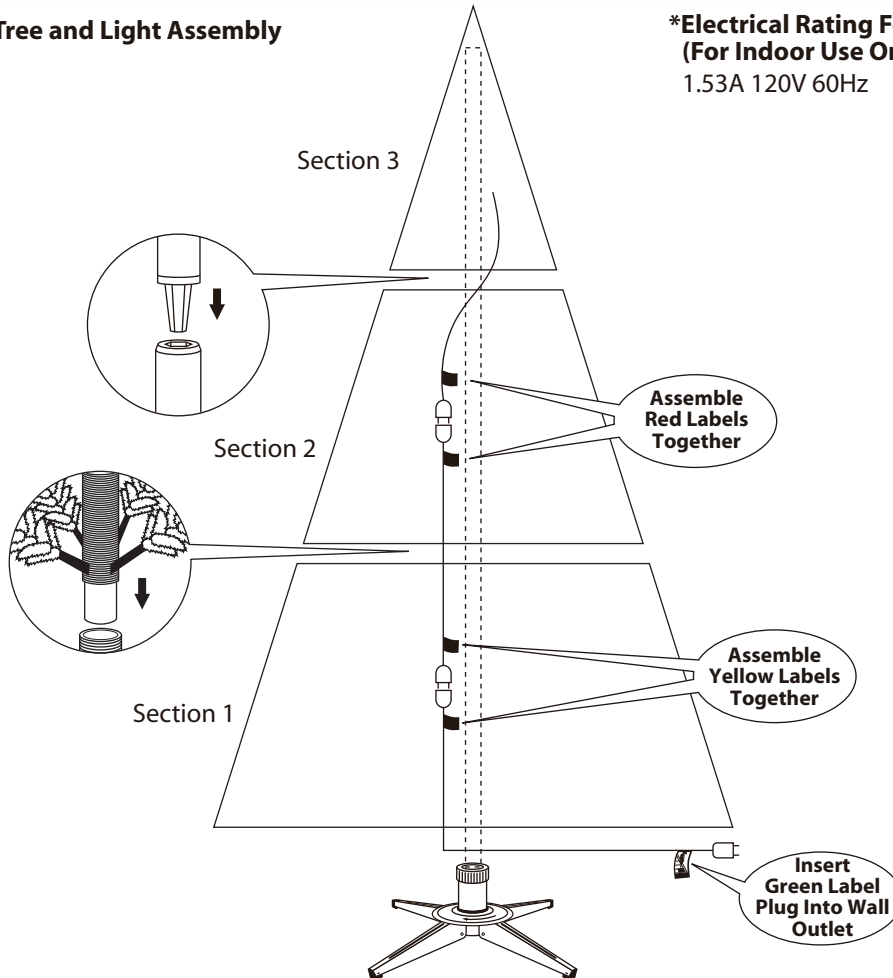 Tree and Light Assembly
*Electrical Rating
(For Indoor Use
1.53A 120V 60Hz
Section 3
Assemble
Red Labels
Together
Section 2
Assemble
Yellow Labels
Together
Section 1
Insert
Green Label
Plug Into Wall
Outlet